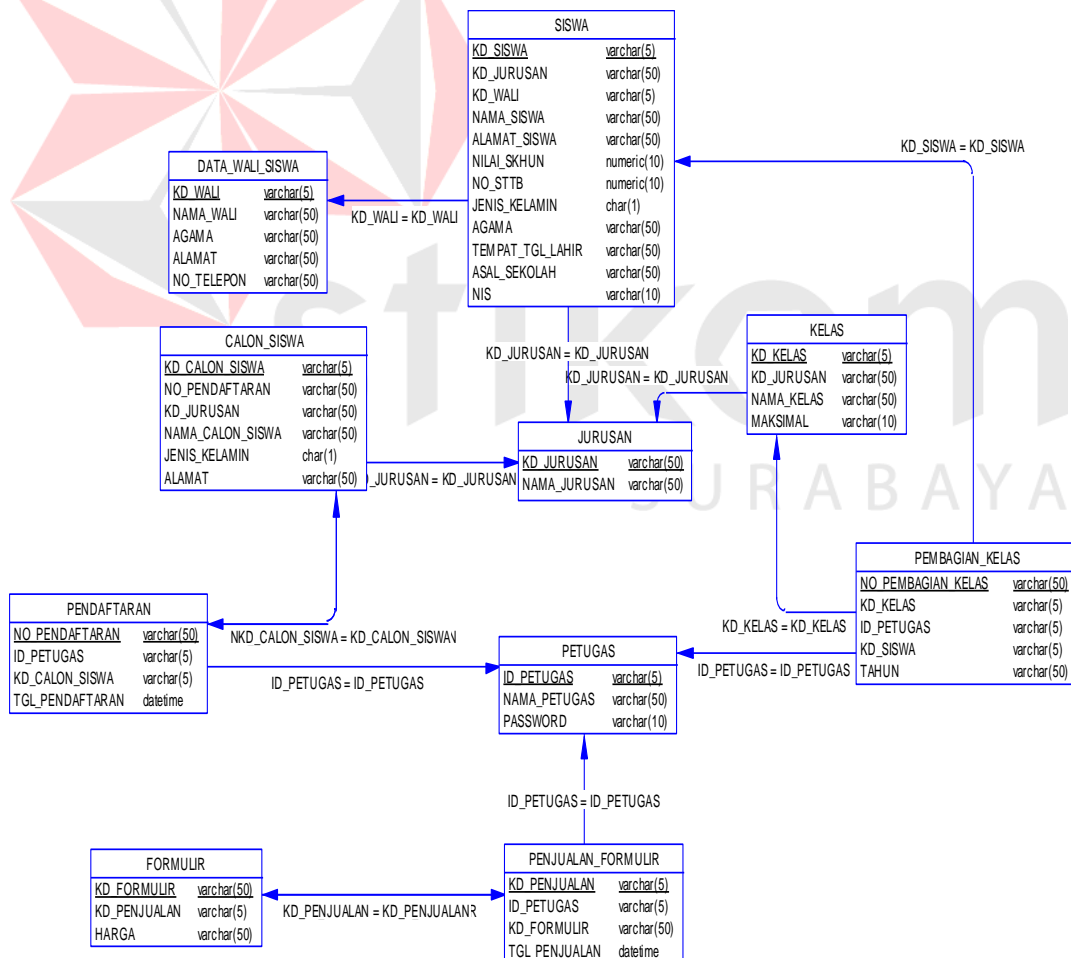 SISWA
KD_SISWA varchar(5)
KD_JURUSAN varchar(50)
KD_WALI varchar(5)
NAMA_SISWA varchar(50)
ALAMAT_SISWA varchar(50)
NILAI_SKHUN numeric(10)
NO_STTB numeric(10)
JENIS_KELAMIN char(1)
AGAMA varchar(50)
TEMPAT_TGL_LAHIR varchar(50)
ASAL_SEKOLAH varchar(50)
NIS varchar(10)
KD_SISWA = KD_SISWA
DATA_WALI_SISWA
KD_WALI varchar(5)
NAMA_WALI varchar(50)
AGAMA varchar(50)
ALAMAT varchar(50)
NO_TELEPON varchar(50)
KD_WALI = KD_WALI
stikom
SURABAYA
CALON_SISWA
KD_CALON_SISWA varchar(5)
NO_PENDAFTARAN varchar(50)
KD_JURUSAN varchar(50)
NAMA_CALON_SISWA varchar(50)
JENIS_KELAMIN char(1)
ALAMAT varchar(50)
KD_JURUSAN = KD_JURUSAN
KD_JURUSAN = KD_JURUSAN
KELAS
KD_KELAS varchar(5)
KD_JURUSAN varchar(50)
NAMA_KELAS varchar(50)
MAKSIMAL varchar(10)
JURUSAN
KD_JURUSAN varchar(50)
NAMA_JURUSAN varchar(50)
_JURUSAN = KD_JURUSAN
PEMBAGIAN_KELAS
NO_PEMBAGIAN_KELAS varchar(50)
KD_KELAS varchar(5)
ID_PETUGAS varchar(5)
KD_SISWA varchar(5)
TAHUN varchar(50)
KD_KELAS = KD_KELAS
ID_PETUGAS = ID_PETUGAS
PENDAFTARAN
NO_PENDAFTARAN varchar(50)
ID_PETUGAS varchar(5)
KD_CALON_SISWA varchar(5)
TGL_PENDAFTARAN datetime
KD_CALON_SISWA = KD_CALON_SISWA
ID_PETUGAS = ID_PETUGAS
PETUGAS
ID_PETUGAS varchar(5)
NAMA_PETUGAS varchar(50)
PASSWORD varchar(10)
ID_PETUGAS = ID_PETUGAS
FORMULIR
KD_FORMULIR varchar(50)
KD_PENJUALAN varchar(5)
HARGA varchar(50)
KD_PENJUALAN = KD_PENJUALAN
PENJUALAN_FORMULIR
KD_PENJUALAN varchar(5)
ID_PETUGAS varchar(5)
KD_FORMULIR varchar(50)
TGL_PENJUALAN datetime